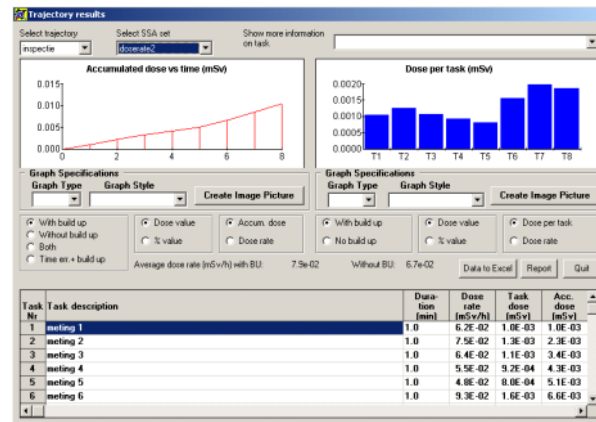 Trajectory results
Select trajectory
Select SSA set
Show more information on task.
inspectie
doserate2
Accumulated dose vs time (mSv)
0.015
0.010
0.005
0.000
0 2 4 6 8
Dose per task (mSv)
0.0020
0.0015
0.0010
0.0005
0.0000
T1 T2 T3 T4 T5 T6 T7 T8
Graph Specifications
Graph Type Graph Style
Create Image Picture
Graph Specifications
Graph Type Graph Style
Create Image Picture
With build up
Without build up
Both
Time err.+ build up
Dose value
% value
Accum. dose
Dose rate
With build up
No build up
Dose value
% value
Dose per task
Dose rate
Average dose rate (mSv/h) with BU: 7.9e-02 Without BU: 6.7e-02
Data to Excel Report Quit
Task Nr Task description Dura-tion (min) Dose rate (mSv/h) Task dose (mSv) Acc. dose (mSv)
1 meting 1 1.0 6.2E-02 1.0E-03 1.0E-03
2 meting 2 1.0 7.5E-02 1.3E-03 2.3E-03
3 meting 3 1.0 6.4E-02 1.1E-03 3.4E-03
4 meting 4 1.0 5.5E-02 9.2E-04 4.3E-03
5 meting 5 1.0 4.8E-02 8.0E-04 5.1E-03
6 meting 6 1.0 9.3E-02 1.6E-03 6.6E-03